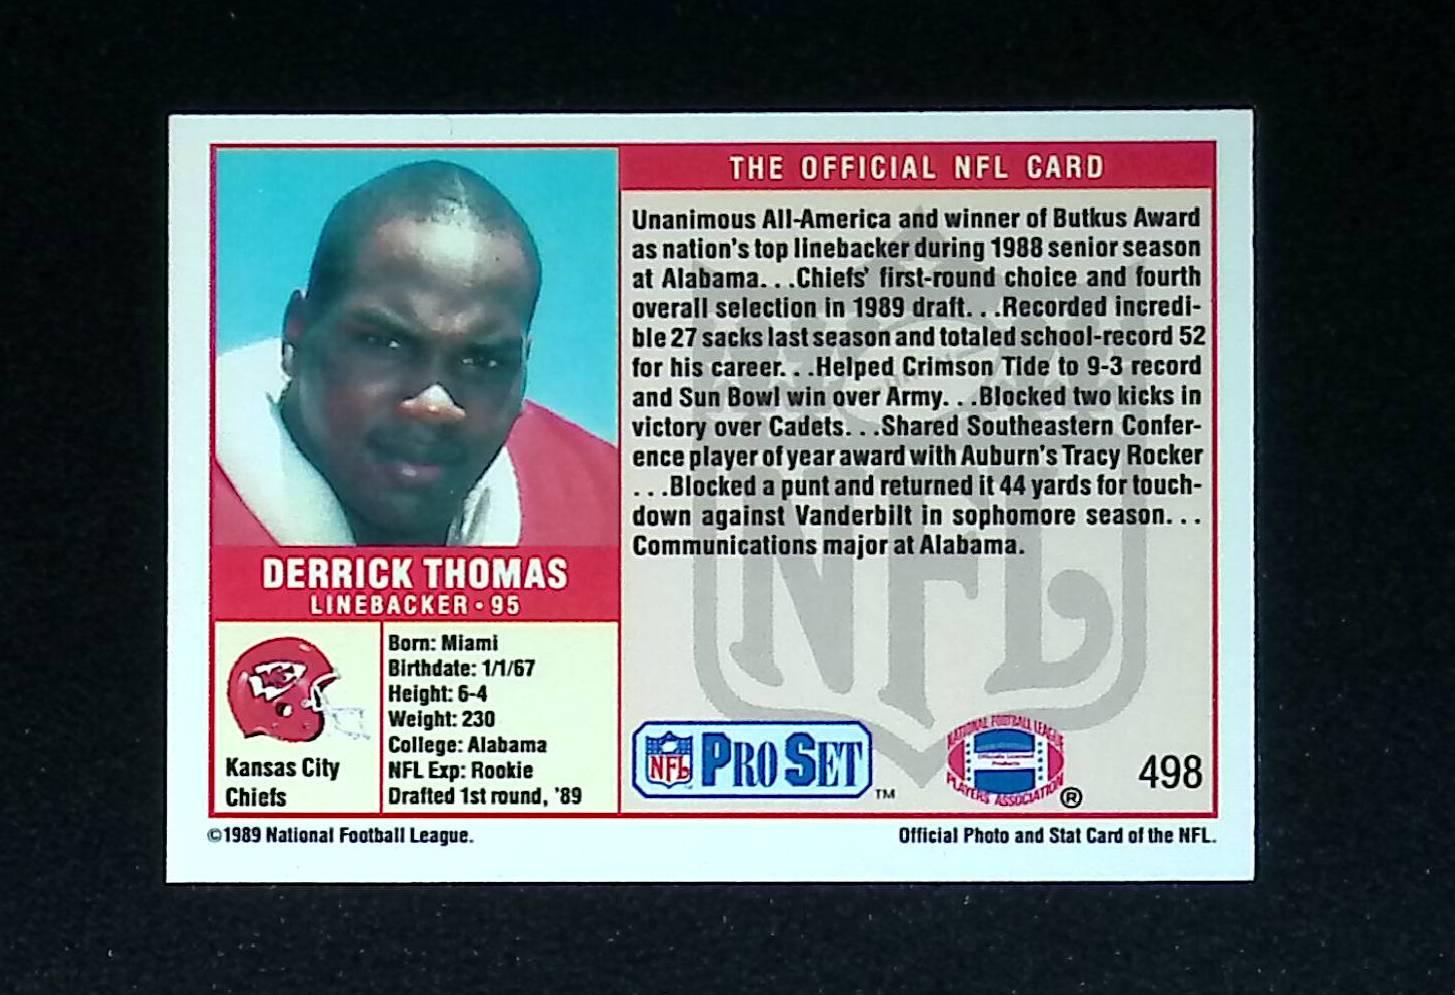 THE OFFICIAL NFL CARD
Unanimous All-America and winner of Butkus Award
as nation's top linebacker during 1988 senior season
at Alabama. . .Chiefs' first-round choice and fourth
overall selection in 1989 draft. . .Recorded incredi-
ble 27 sacks last season and totaled school-record 52
for his career. . .Helped Crimson Tide to 9-3 record
and Sun Bowl win over Army. . .Blocked two kicks in
victory over Cadets. . .Shared Southeastern Confer-
ence player of year award with Auburn's Tracy Rocker
. . .Blocked a punt and returned it 44 yards for touch-
down against Vanderbilt in sophomore season. . .
Communications major at Alabama.
NFL
DERRICK THOMAS
LINEBACKER • 95
KC
Kansas City
Chiefs
Born: Miami
Birthdate: 1/1/67
Height: 6-4
Weight: 230
College: Alabama
NFL Exp: Rookie
Drafted 1st round, '89
NFL PRO SET ™
NATIONAL FOOTBALL LEAGUE
Officially Licensed
Products
PLAYERS ASSOCIATION
®
498
©1989 National Football League.
Official Photo and Stat Card of the NFL.